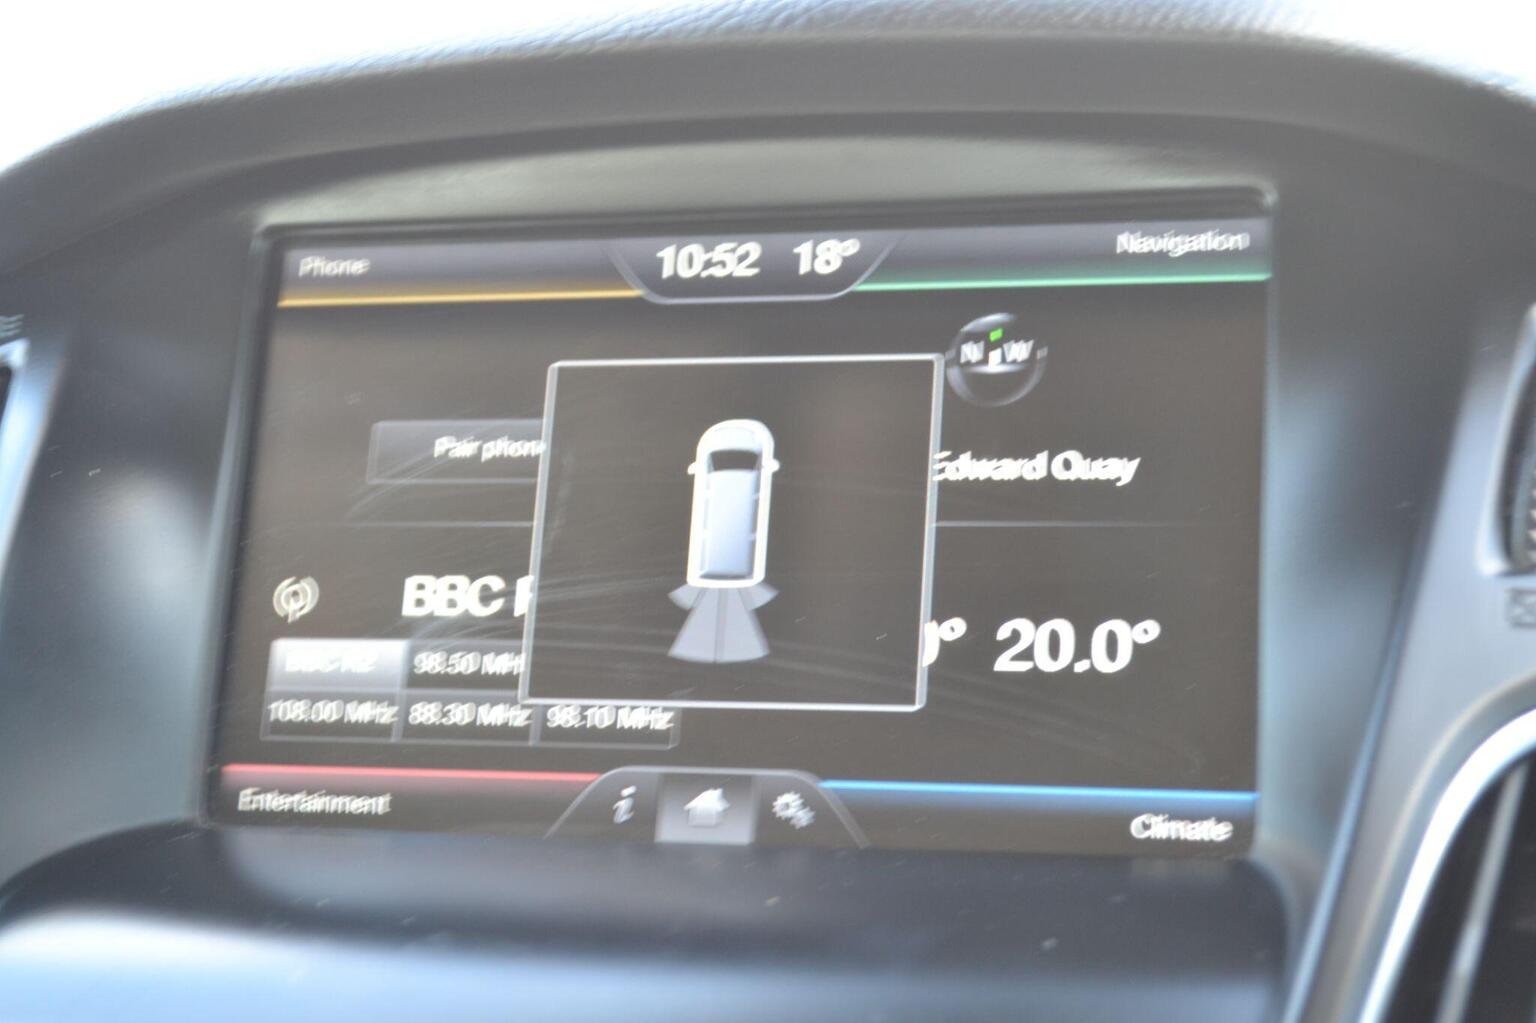 Phone 10:52 18° Navigation
N W
Pair phone
Edward Quay
BBC
20.0°
98.50 MHz
108.00 MHz 88.30 MHz 98.10 MHz
Entertainment i Climate